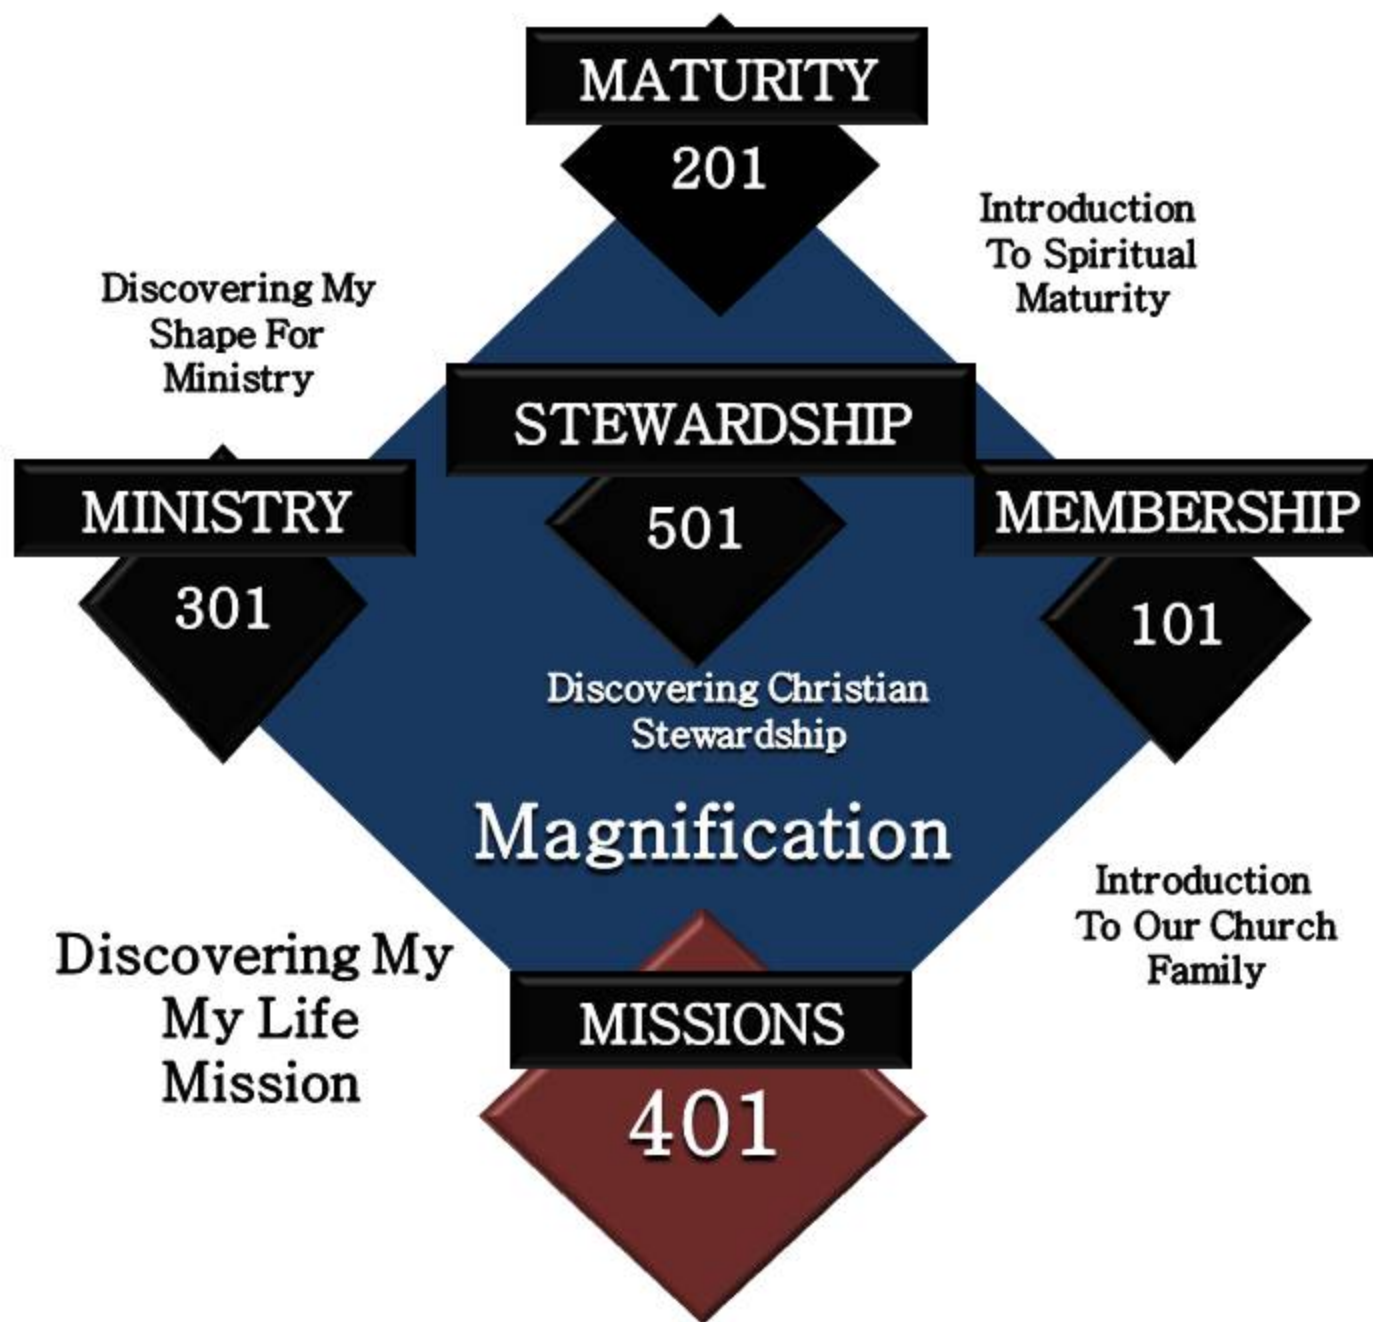 MATURITY
201
Introduction
To Spiritual
Maturity
Discovering My
Shape For
Ministry
STEWARDSHIP
501
MINISTRY
301
MEMBERSHIP
101
Discovering Christian
Stewardship
Magnification
Introduction
To Our Church
Family
Discovering My
My Life
Mission
MISSIONS
401